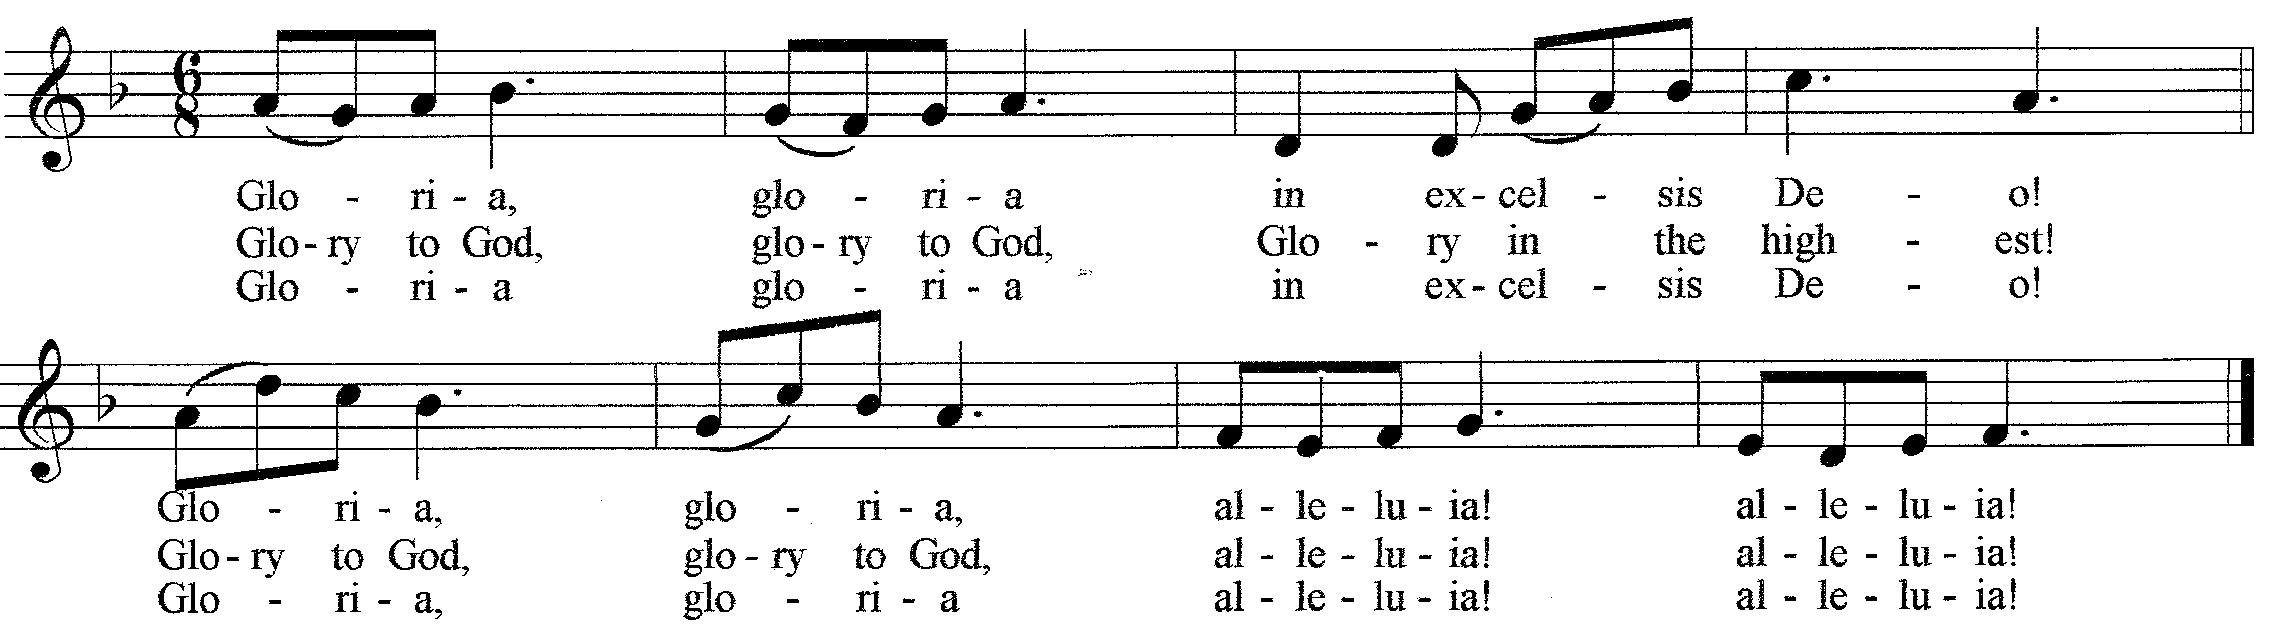 6
8
Glo - ri - a, glo - ri - a in ex - cel - sis De - o!
Glo - ry to God, glo - ry to God, Glo - ry in the high - est!
Glo - ri - a glo - ri - a in ex - cel - sis De - o!
Glo - ri - a, glo - ri - a, al - le - lu - ia! al - le - lu - ia!
Glo - ry to God, glo - ry to God, al - le - lu - ia! al - le - lu - ia!
Glo - ri - a, glo - ri - a al - le - lu - ia! al - le - lu - ia!